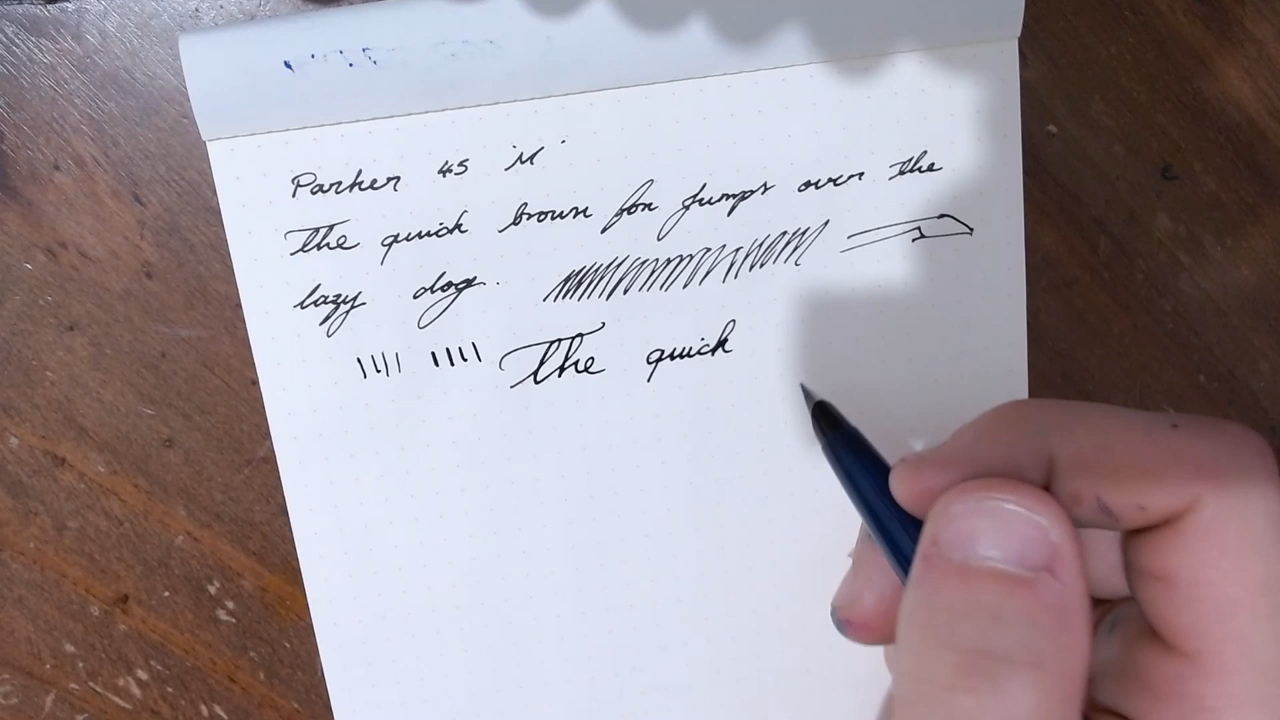 Parker 45 'M'
The quick brown fox jumps over the
lazy dog.
The quick